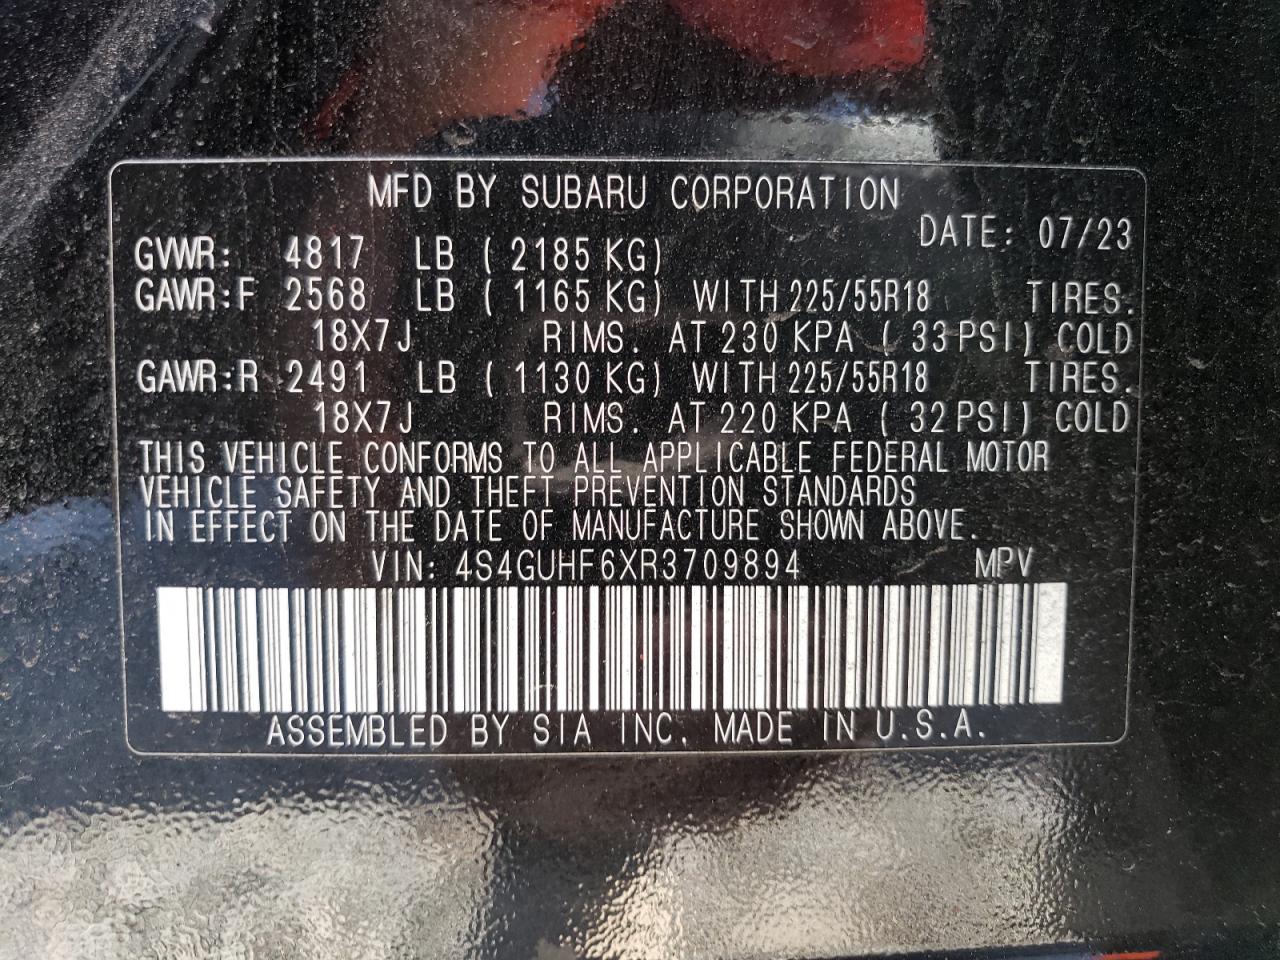 MFD BY SUBARU CORPORATION
DATE: 07/23
GVWR: 4817 LB ( 2185 KG)
GAWR:F 2568 LB ( 1165 KG) WITH 225/55R18 TIRES.
18X7J RIMS. AT 230 KPA ( 33 PSI) COLD
GAWR:R 2491 LB ( 1130 KG) WITH 225/55R18 TIRES.
18X7J RIMS. AT 220 KPA ( 32 PSI) COLD
THIS VEHICLE CONFORMS TO ALL APPLICABLE FEDERAL MOTOR
VEHICLE SAFETY AND THEFT PREVENTION STANDARDS
IN EFFECT ON THE DATE OF MANUFACTURE SHOWN ABOVE.
VIN: 4S4GUHF6XR3709894 MPV
ASSEMBLED BY SIA INC. MADE IN U.S.A.